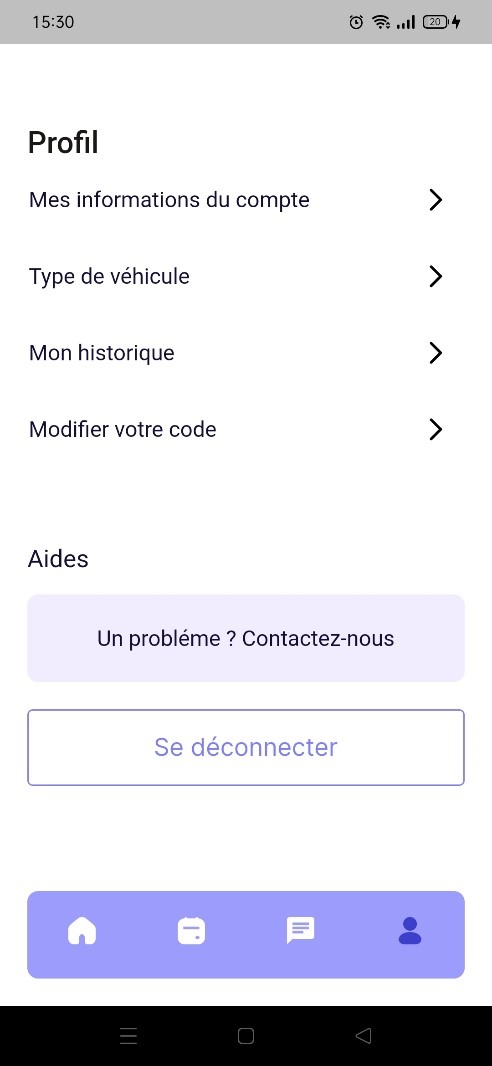 15:30
20
Profil
Mes informations du compte
Type de véhicule
Mon historique
Modifier votre code
Aides
Un probléme ? Contactez-nous
Se déconnecter